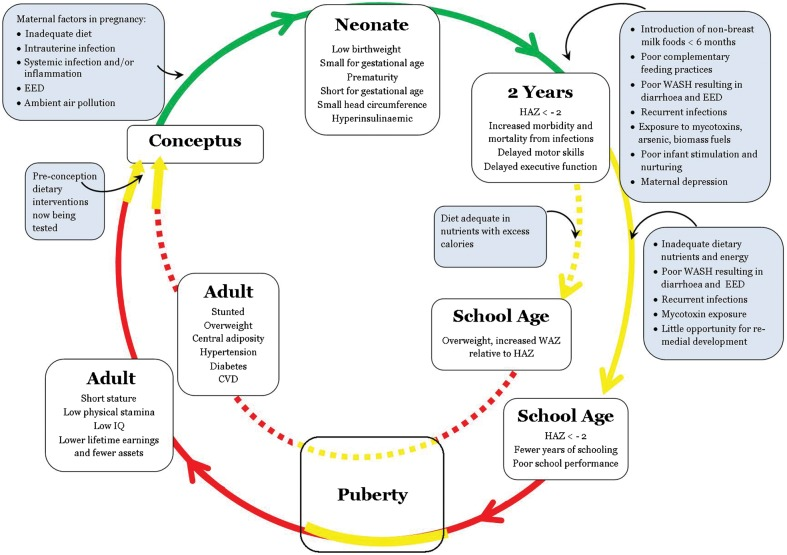 Maternal factors in pregnancy:
• Inadequate diet
• Intrauterine infection
• Systemic infection and/or
inflammation
• EED
• Ambient air pollution
Neonate
Low birthweight
Small for gestational age
Prematurity
Short for gestational age
Small head circumference
Hyperinsulinaemic
• Introduction of non-breast
milk foods < 6 months
• Poor complementary
feeding practices
• Poor WASH resulting in
diarrhoea and EED
• Recurrent infections
• Exposure to mycotoxins,
arsenic, biomass fuels
• Poor infant stimulation and
nurturing
• Maternal depression
2 Years
HAZ < - 2
Increased morbidity and
mortality from infections
Delayed motor skills
Delayed executive function
Conceptus
Pre-conception
dietary
interventions
now being
tested
Diet adequate in
nutrients with excess
calories
• Inadequate dietary
nutrients and energy
• Poor WASH resulting in
diarrhoea and EED
• Recurrent infections
• Mycotoxin exposure
• Little opportunity for re-
medial development
Adult
Stunted
Overweight
Central adiposity
Hypertension
Diabetes
CVD
School Age
Overweight, increased WAZ
relative to HAZ
Adult
Short stature
Low physical stamina
Low IQ
Lower lifetime earnings
and fewer assets
School Age
HAZ < - 2
Fewer years of schooling
Poor school performance
Puberty